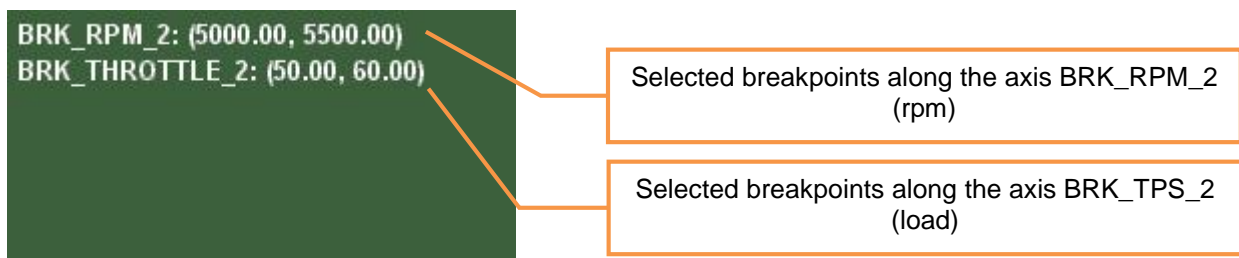 BRK_RPM_2: (5000.00, 5500.00)
BRK_THROTTLE_2: (50.00, 60.00)
Selected breakpoints along the axis BRK_RPM_2
(rpm)
Selected breakpoints along the axis BRK_TPS_2
(load)